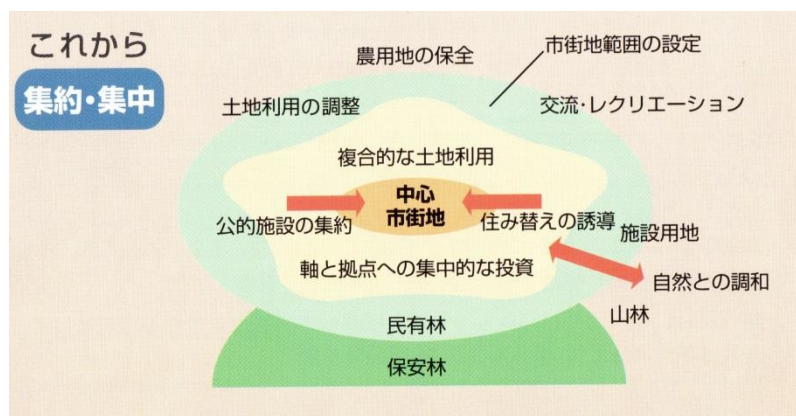 これから
集約・集中
農用地の保全
市街地範囲の設定
土地利用の調整
交流・レクリエーション
複合的な土地利用
中心
市街地
公的施設の集約
住み替えの誘導
施設用地
軸と拠点への集中的な投資
自然との調和
山林
民有林
保安林